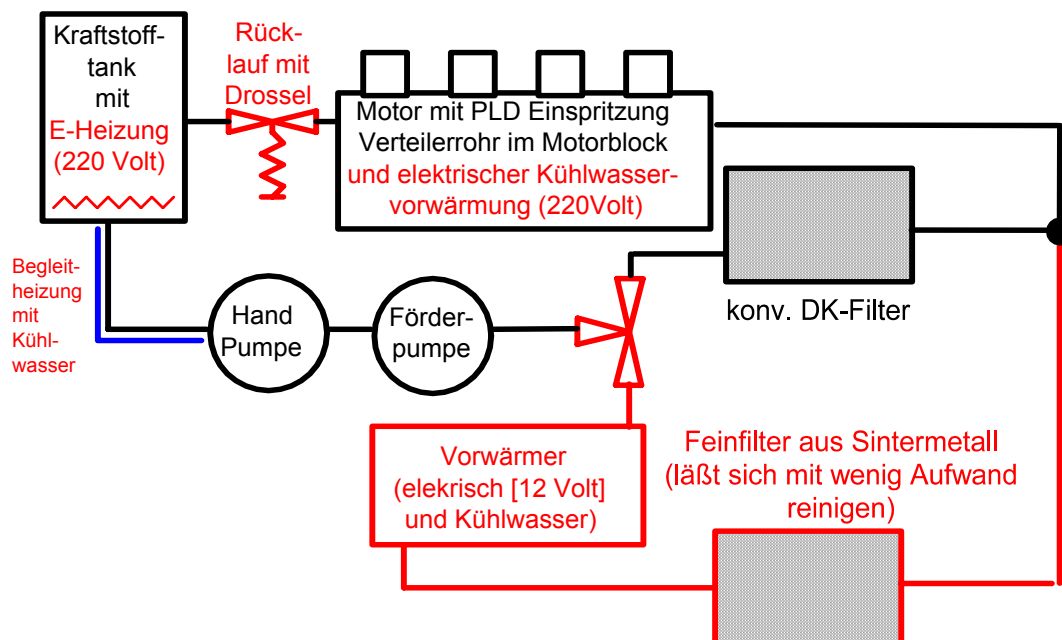 Kraftstoff-
tank
mit
E-Heizung
(220 Volt)
Rück-
lauf mit
Drossel
Motor mit PLD Einspritzung
Verteilerrohr im Motorblock
und elektrischer Kühlwasser-
vorwärmung (220Volt)
Begleit-
heizung
mit
Kühl-
wasser
Hand
Pumpe
Förder-
pumpe
konv. DK-Filter
Vorwärmer
(elekrisch [12 Volt]
und Kühlwasser)
Feinfilter aus Sintermetall
(läßt sich mit wenig Aufwand
reinigen)